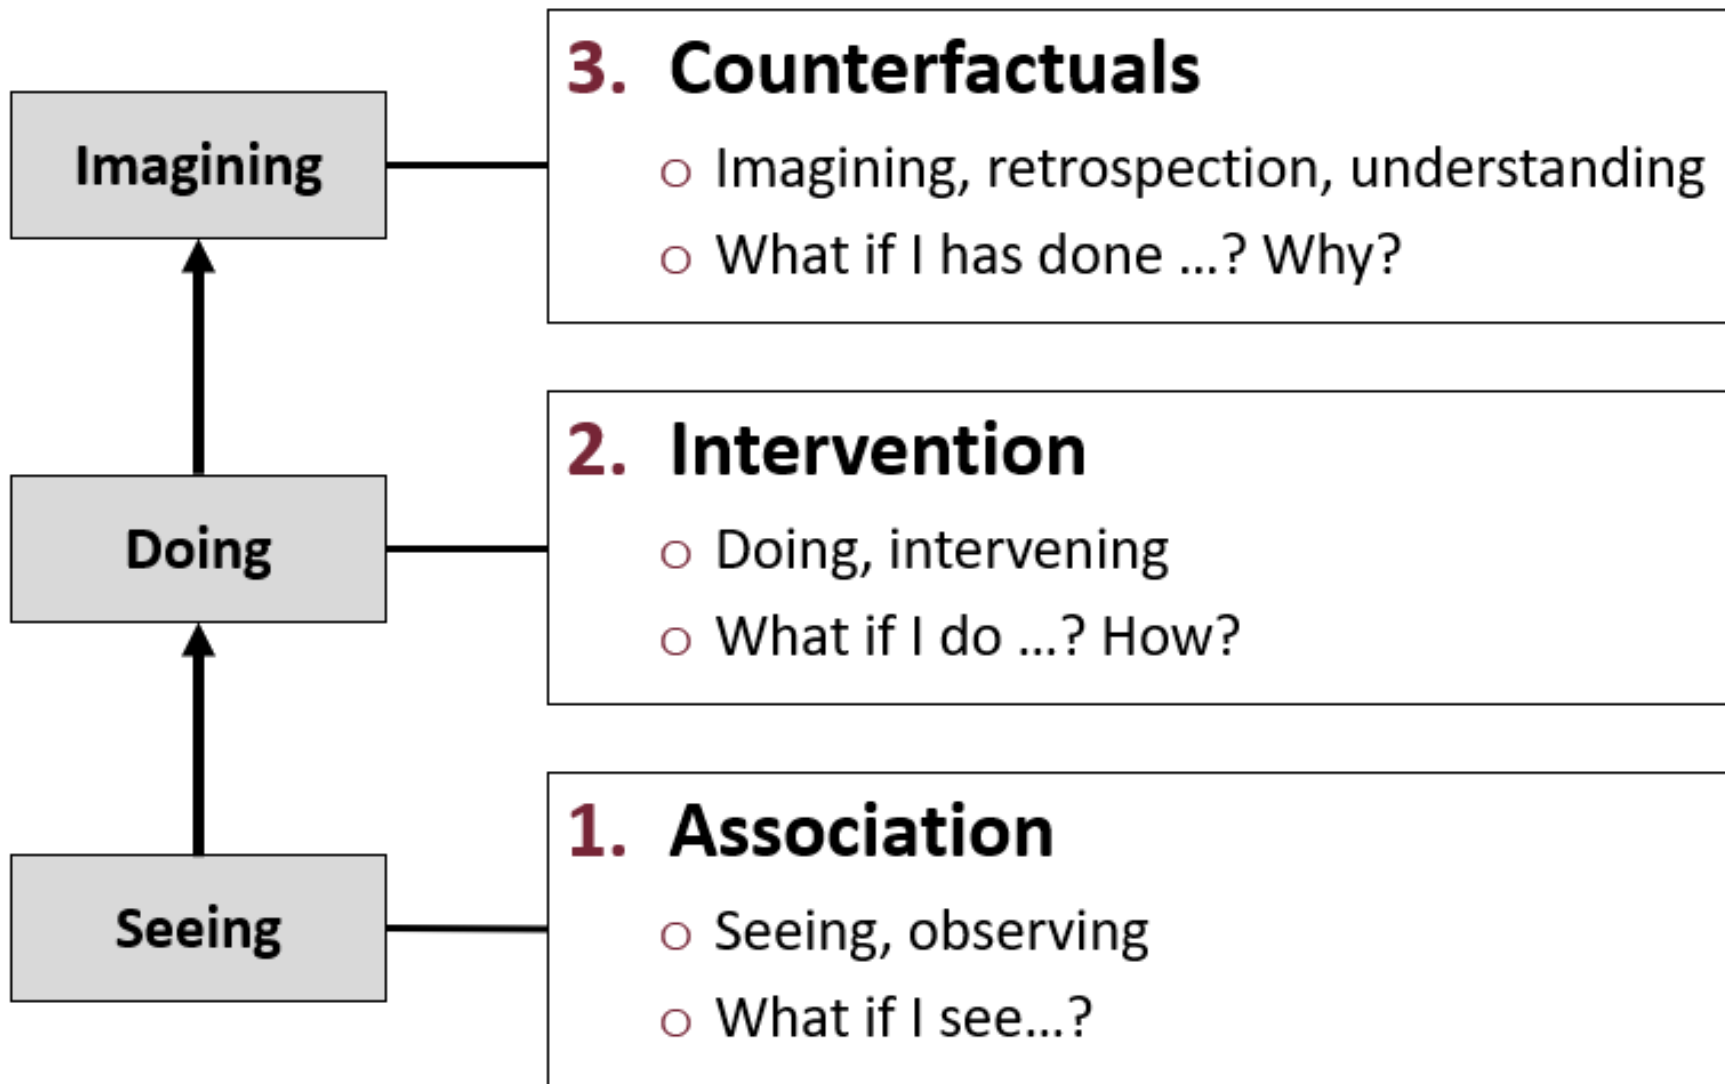 Imagining
3. Counterfactuals
o Imagining, retrospection, understanding
o What if I has done ...? Why?
Doing
2. Intervention
o Doing, intervening
o What if I do ...? How?
Seeing
1. Association
o Seeing, observing
o What if I see...?